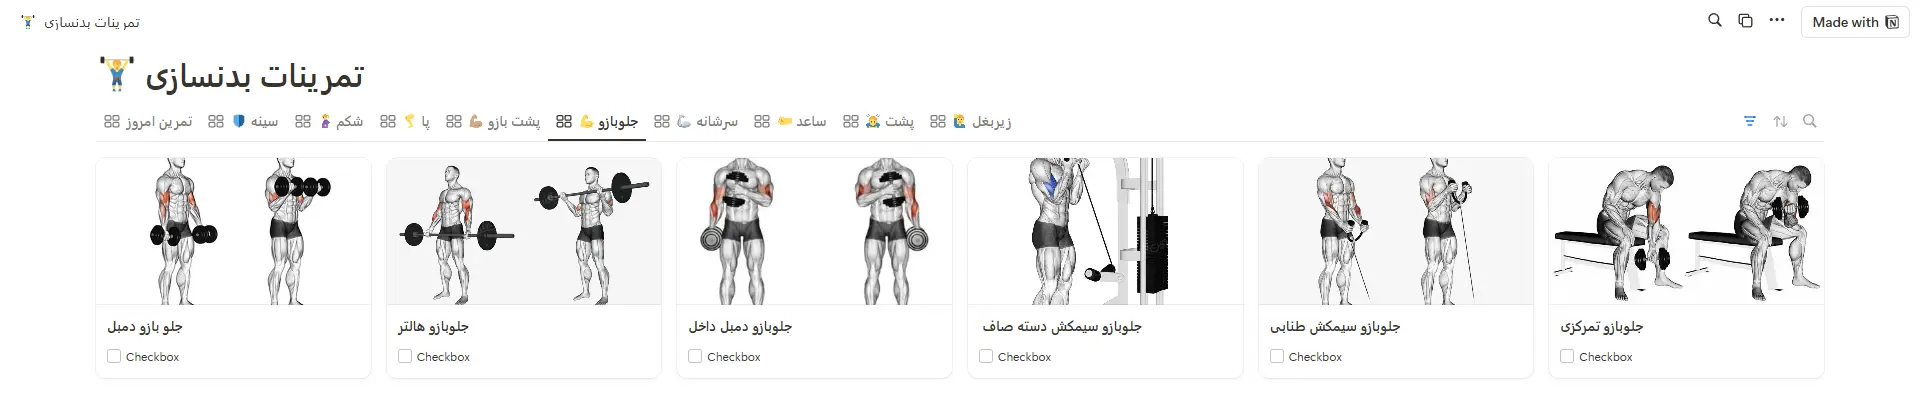 تمرینات بدنسازی
Made with
تمرینات بدنسازی
تمرین امروز
سینه
شکم
پا
پشت بازو
جلوبازو
سرشانه
ساعد
پشت
زیربغل
جلو بازو دمبل
Checkbox
جلوبازو هالتر
Checkbox
جلوبازو دمبل داخل
Checkbox
جلوبازو سیمکش دسته صاف
Checkbox
جلوبازو سیمکش طنابی
Checkbox
جلوبازو تمرکزی
Checkbox